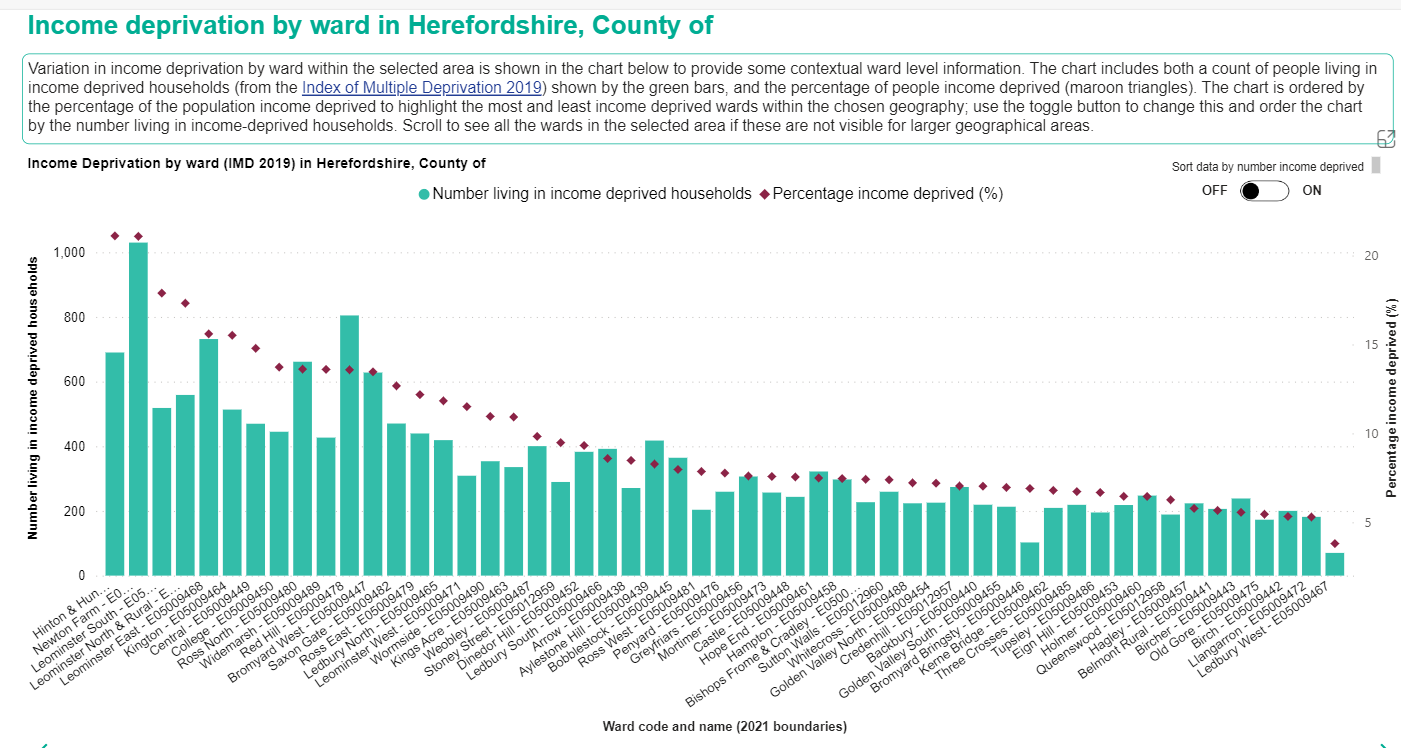 Income deprivation by ward in Herefordshire, County of
Variation in income deprivation by ward within the selected area is shown in the chart below to provide some contextual ward level information. The chart includes both a count of people living in
income deprived households (from the Index of Multiple Deprivation 2019) shown by the green bars, and the percentage of people income deprived (maroon triangles). The chart is ordered by
the percentage of the population income deprived to highlight the most and least income deprived wards within the chosen geography; use the toggle button to change this and order the chart
by the number living in income-deprived households. Scroll to see all the wards in the selected area if these are not visible for larger geographical areas.
Income Deprivation by ward (IMD 2019) in Herefordshire, County of
Sort data by number income deprived
OFF ON
Number living in income deprived households Percentage income deprived (%)
Number living in income deprived households
1,000
800
600
400
200
0
20
15
10
5
Percentage income deprived (%)
Hinton & Hun...
Newton Farm - E0...
Leominster South - E05...
Leominster North & Rural - E...
Leominster East - E05009468
Kington - E05009464
Central - E05009449
College - E05009450
Ross North - E05009480
Widemarsh - E05009489
Red Hill - E05009478
Bromyard West - E05009447
Saxon Gate - E05009482
Ross East - E05009479
Ledbury North - E05009465
Leominster West - E05009471
Wormside - E05009490
Kings Acre - E05009463
Weobley - E05009487
Stoney Street - E05012959
Dinedor Hill - E05009452
Ledbury South - E05009466
Arrow - E05009438
Aylestone Hill - E05009439
Bobblestock - E05009445
Ross West - E05009481
Penyard - E05009476
Greyfriars - E05009456
Mortimer - E05009473
Castle - E05009448
Hope End - E05009461
Hampton - E05009458
Bishops Frome & Cradley - E0500...
Sutton Walls - E05012960
Whitecross - E05009488
Golden Valley North - E05009454
Credenhill - E05012957
Backbury - E05009440
Golden Valley South - E05009455
Bromyard Bringsty - E05009446
Kerne Bridge - E05009462
Three Crosses - E05009485
Tupsley - E05009486
Eign Hill - E05009453
Holmer - E05009460
Queenswood - E05012958
Hagley - E05009457
Belmont Rural - E05009441
Bircher - E05009443
Old Gore - E05009475
Birch - E05009442
Llangarron - E05009472
Ledbury West - E05009467
Ward code and name (2021 boundaries)